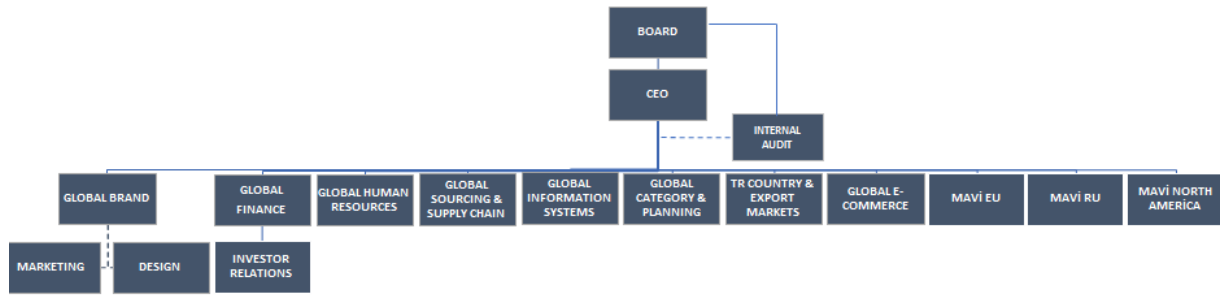 BOARD
CEO
INTERNAL
AUDIT
GLOBAL BRAND
GLOBAL
FINANCE
GLOBAL HUMAN
RESOURCES
GLOBAL
SOURCING &
SUPPLY CHAIN
GLOBAL
INFORMATION
SYSTEMS
GLOBAL
CATEGORY &
PLANNING
TR COUNTRY &
EXPORT
MARKETS
GLOBAL E-
COMMERCE
MAVİ EU
MAVİ RU
MAVİ NORTH
AMERİCA
MARKETING
DESIGN
INVESTOR
RELATIONS